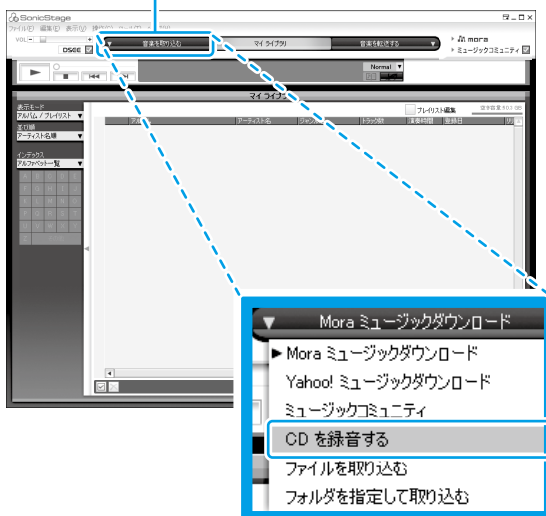 SonicStage
ファイル(F) 編集(E) 表示(V)
VOL
DSEE
音楽を取り込む
マイ ライブラリ
音楽を転送する
mora
ミュージックコミュニティ
Normal
マイ ライブラリ
表示モード
アルバム / プレイリスト
並び順
アーティスト名順
インデックス
アルファベット一覧
プレイリスト編集
アーティスト名
トラック数
演奏時間
登録日
Mora ミュージックダウンロード
Mora ミュージックダウンロード
Yahoo! ミュージックダウンロード
ミュージックコミュニティ
CD を録音する
ファイルを取り込む
フォルダを指定して取り込む